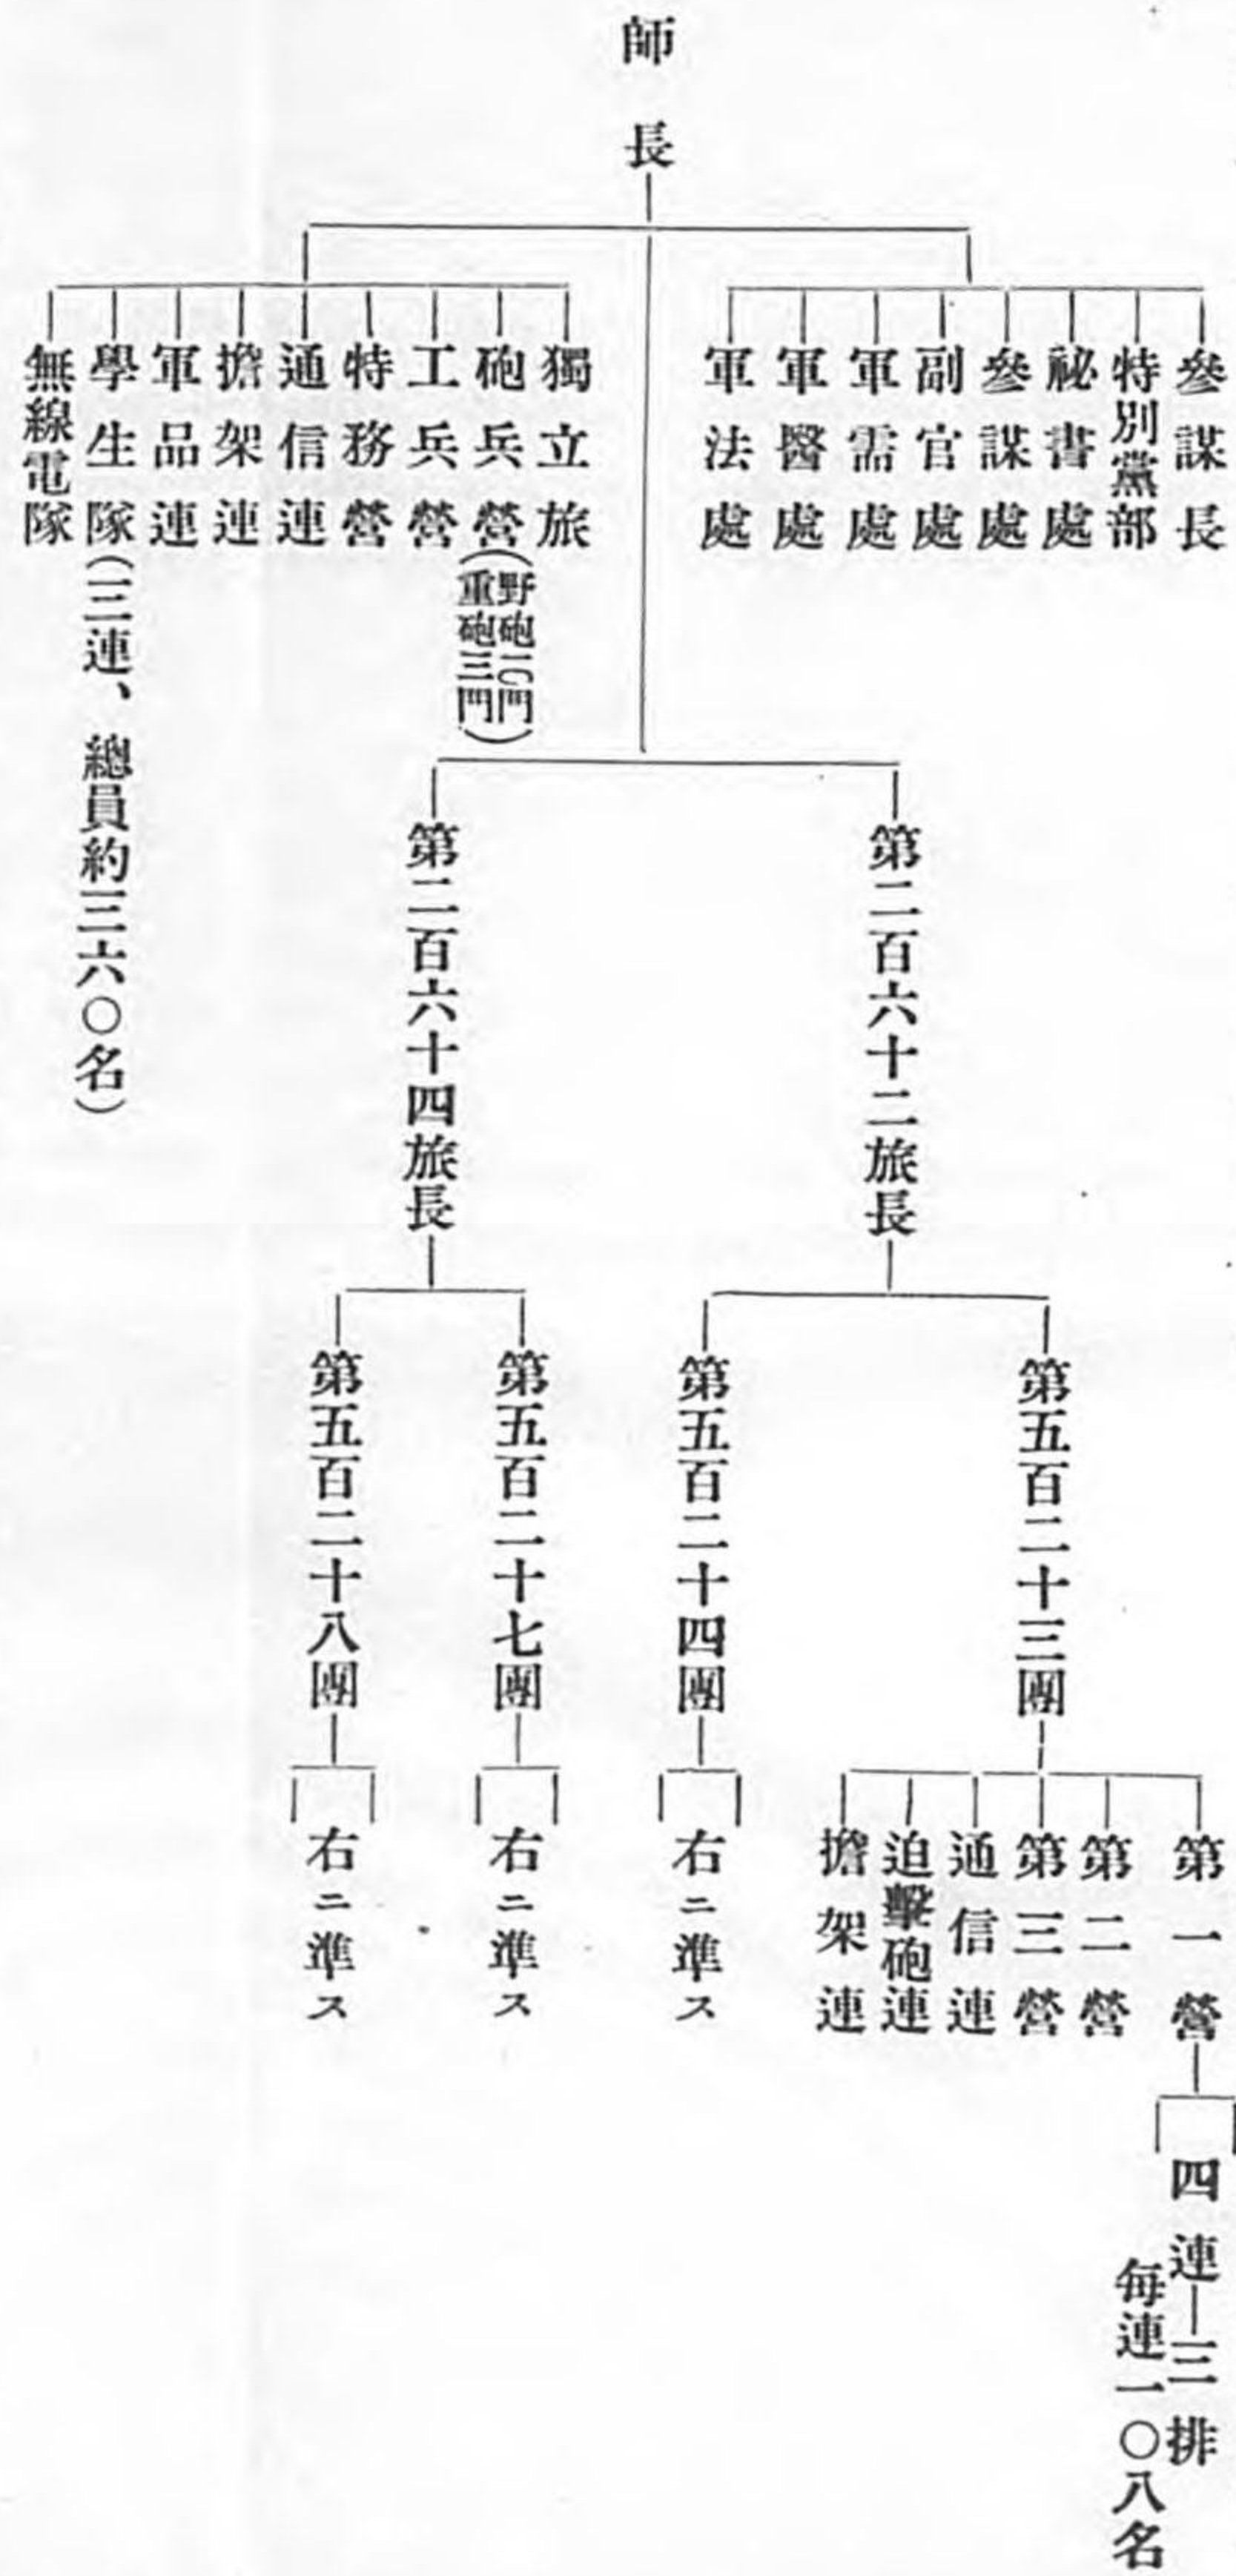 師長
參謀長
特別黨部
祕書處
參謀處
副官處
軍需處
軍醫處
軍法處
獨立旅
砲兵營(野砲一〇門
重砲三門)
工兵營
特務營
通信連
擔架連
軍品連
學生隊(三連、總員約三六〇名)
無線電隊
第二百六十二旅長
第五百二十三團
第一營
四連―三排
每連一〇八名
第二營
第三營
通信連
迫擊砲連
擔架連
第五百二十四團
右ニ準ス
第二百六十四旅長
第五百二十七團
右ニ準ス
第五百二十八團
右ニ準ス